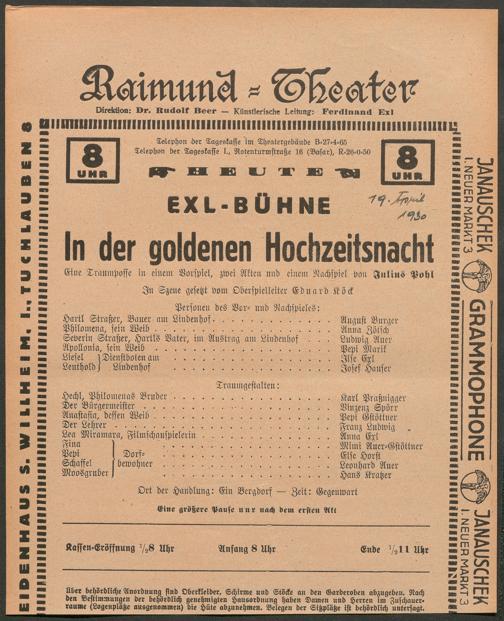 Raimund-Theater
Direktion: Dr. Rudolf Beer — Künstlerische Leitung: Ferdinand Exl
8 UHR
Telephon der Tageskasse im Theatergebäude B-27-4-65
Telephon der Tageskasse I., Rotenturmstraße 16 (Basar), R-26-0-50
8 UHR
HEUTE
EXL-BÜHNE
19. April
1930
In der goldenen Hochzeitsnacht
Eine Traumposse in einem Vorspiel, zwei Akten und einem Nachspiel von Julius Pohl
In Szene gesetzt vom Oberspielleiter Eduard Köck
Personen des Vor- und Nachspieles:
Hartl Straßer, Bauer am Lindenhof . . . August Burger
Philomena, sein Weib . . . Anna Zötsch
Severin Straßer, Hartls Vater, im Austrag am Lindenhof . . . Ludwig Auer
Apollonia, sein Weib . . . Pepi Marik
Liesel } Dienstboten am . . . Ilse Exl
Leuthold } Lindenhof . . . Josef Hauser
Traumgestalten:
Hechl, Philomenas Bruder . . . Karl Praßnigger
Der Bürgermeister . . . Vinzenz Spörr
Anastasia, dessen Weib . . . Pepi Gstöttner
Der Lehrer . . . Franz Ludwig
Lea Miramara, Filmschauspielerin . . . Anna Exl
Fina . . . Mimi Auer-Gstöttner
Pepi } Dorf- . . . Else Horst
Schaffel } bewohner . . . Leonhard Auer
Moosgruber } . . . Hans Kratzer
Ort der Handlung: Ein Bergdorf — Zeit: Gegenwart
Eine größere Pause nur nach dem ersten Akt
Kassen-Eröffnung ½8 Uhr Anfang 8 Uhr Ende ½11 Uhr
Über behördliche Anordnung sind Oberkleider, Schirme und Stöcke an den Garderoben abzugeben. Nach
den Bestimmungen der behördlich genehmigten Hausordnung haben Damen und Herren im Zuschauer-
raume (Logenplätze ausgenommen) die Hüte abzunehmen. Belegen der Sitzplätze ist behördlich untersagt.
SEIDENHAUS S. WILLHEIM, I., TUCHLAUBEN 8
JANAUSCHEK
I. NEUER MARKT 3
GRAMMOPHONE
JANAUSCHEK
I. NEUER MARKT 3